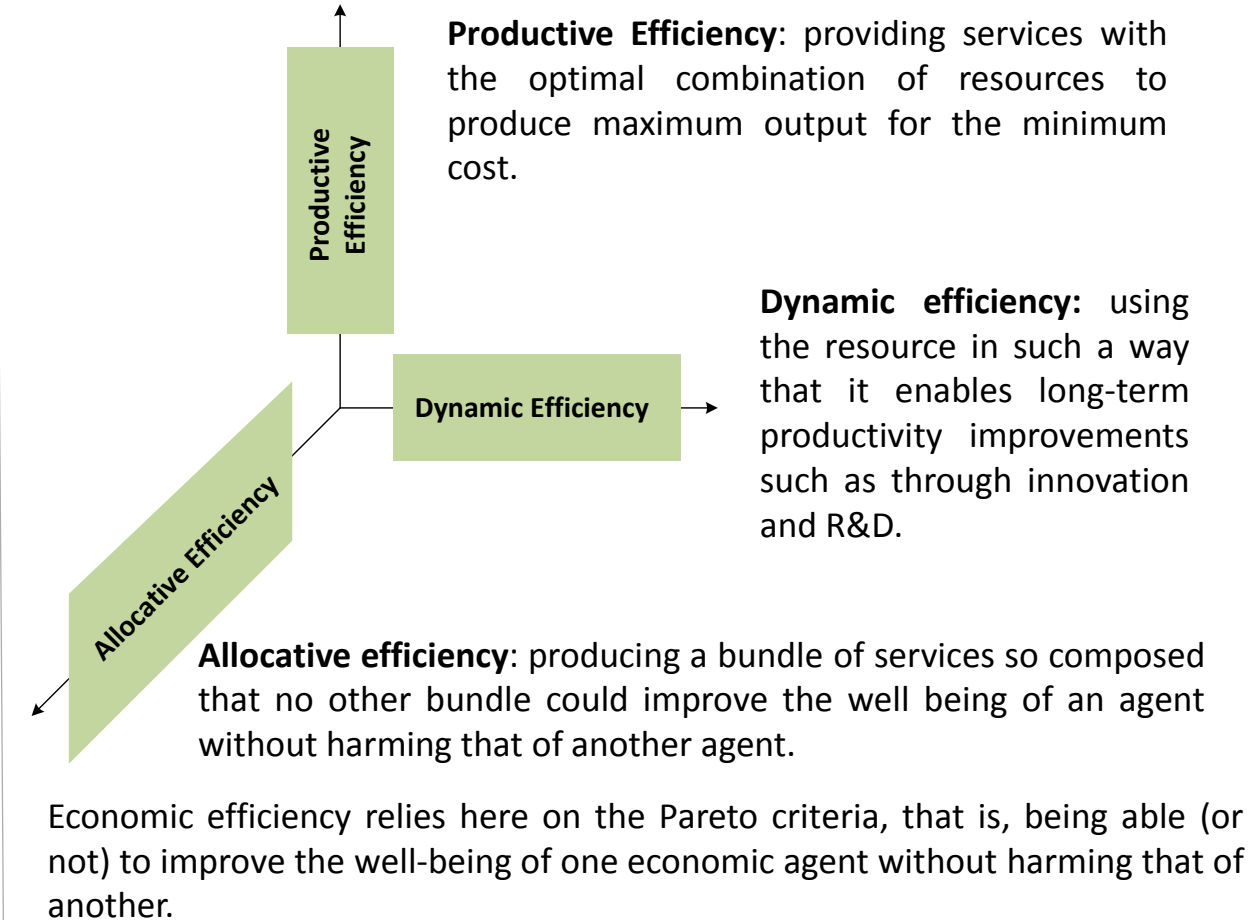 Productive Efficiency: providing services with
the optimal combination of resources to
produce maximum output for the minimum
cost.
Productive
Efficiency
Dynamic efficiency: using
the resource in such a way
that it enables long-term
productivity improvements
such as through innovation
and R&D.
Dynamic Efficiency
Allocative Efficiency
Allocative efficiency: producing a bundle of services so composed
that no other bundle could improve the well being of an agent
without harming that of another agent.
Economic efficiency relies here on the Pareto criteria, that is, being able (or
not) to improve the well-being of one economic agent without harming that of
another.